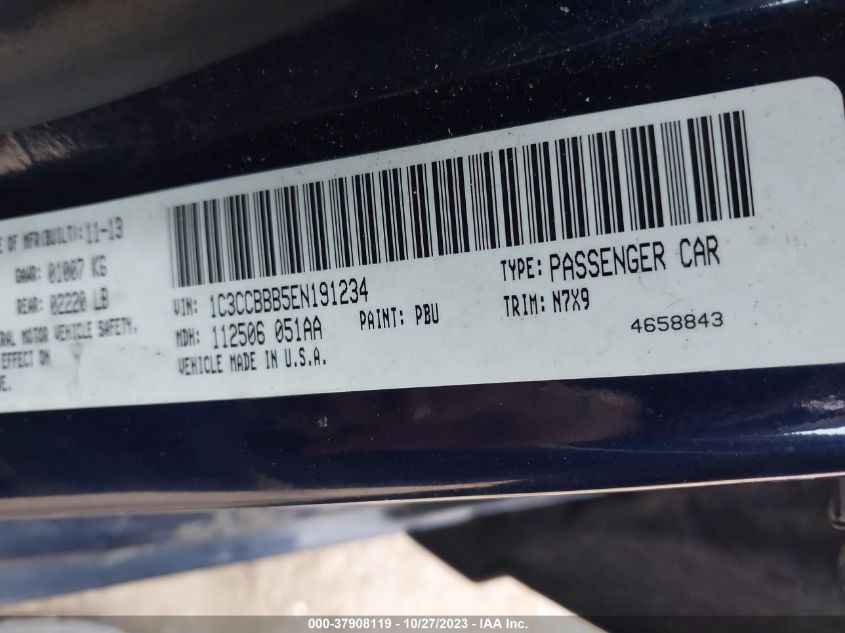 E OF MFR(BUILT): 11-13
GAWR: 01007 KG
REAR: 02220 LB
ERAL MOTOR VEHICLE SAFETY.
EFFECT ON
VE.
VIN: 1C3CCBBB5EN191234
TYPE: PASSENGER CAR
MDH: 112506 051AA
PAINT: PBU
TRIM: N7X9
VEHICLE MADE IN U.S.A.
4658843
000-37908119 - 10/27/2023 - IAA Inc.